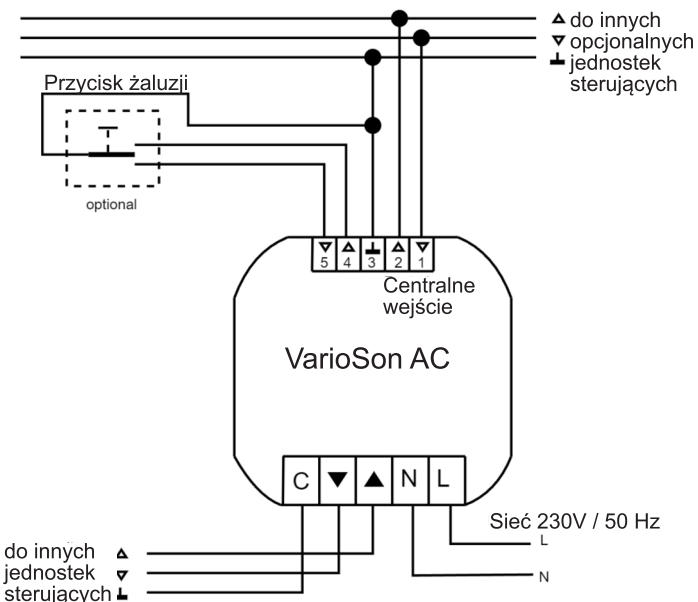 do innych
opcjonalnych
jednostek
sterujących
Przycisk żaluzji
optional
5 4 3 2 1
Centralne
wejście
VarioSon AC
C N L
Sieć 230V / 50 Hz
L
N
do innych
jednostek
sterujących